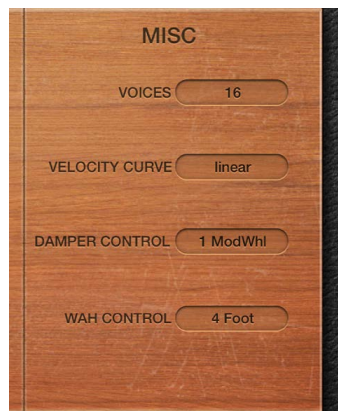 MISC
VOICES 16
VELOCITY CURVE linear
DAMPER CONTROL 1 ModWhl
WAH CONTROL 4 Foot